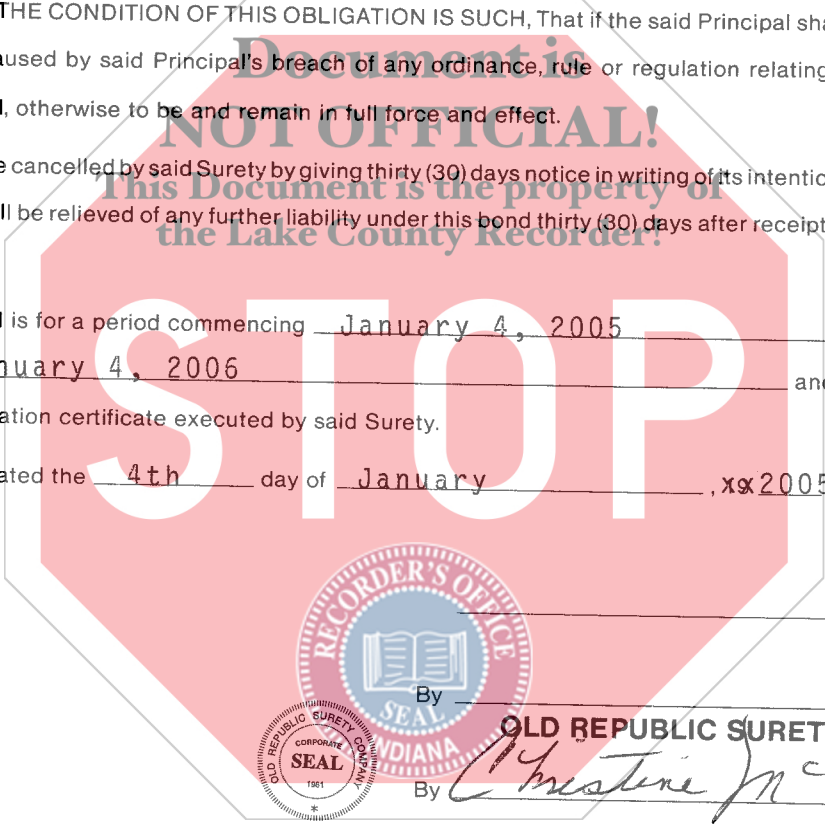 THE CONDITION OF THIS OBLIGATION IS SUCH, That if the said Principal sha
Document is
used by said Principal's breach of any ordinance, rule or regulation relating
, otherwise to be and remain in full force and effect.
NOT OFFICIAL!
e cancelled by said Surety by giving thirty (30) days notice in writing of its intentio
This Document is the property of
ll be relieved of any further liability under this bond thirty (30) days after receipt
the Lake County Recorder!
is for a period commencing January 4, 2005
STOP
nuary 4, 2006 and
ation certificate executed by said Surety.
ated the 4th day of January , xx2005
RECORDER'S OFFICE
SEAL
INDIANA
By
OLD REPUBLIC SURET
OLD REPUBLIC SURETY COMPANY
CORPORATE
SEAL
1981
*
By Christine Mc